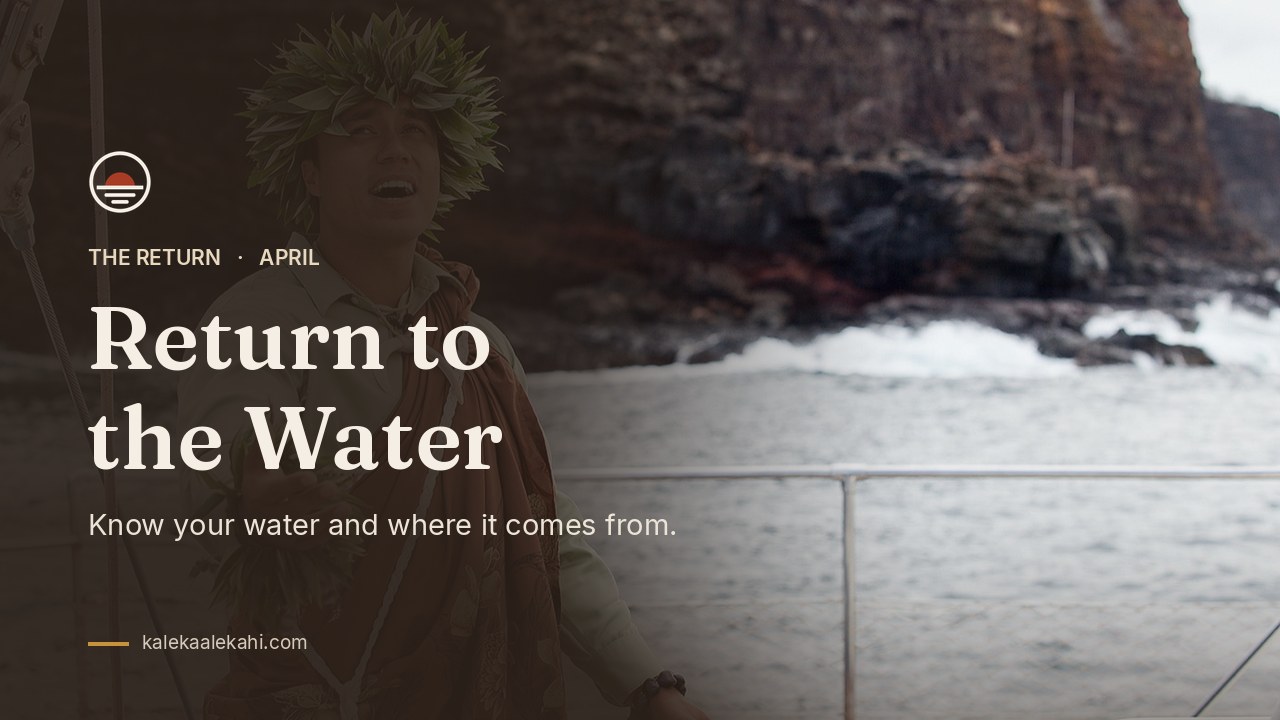 THE RETURN · APRIL
Return to
the Water
Know your water and where it comes from.
kalekaalekahi.com